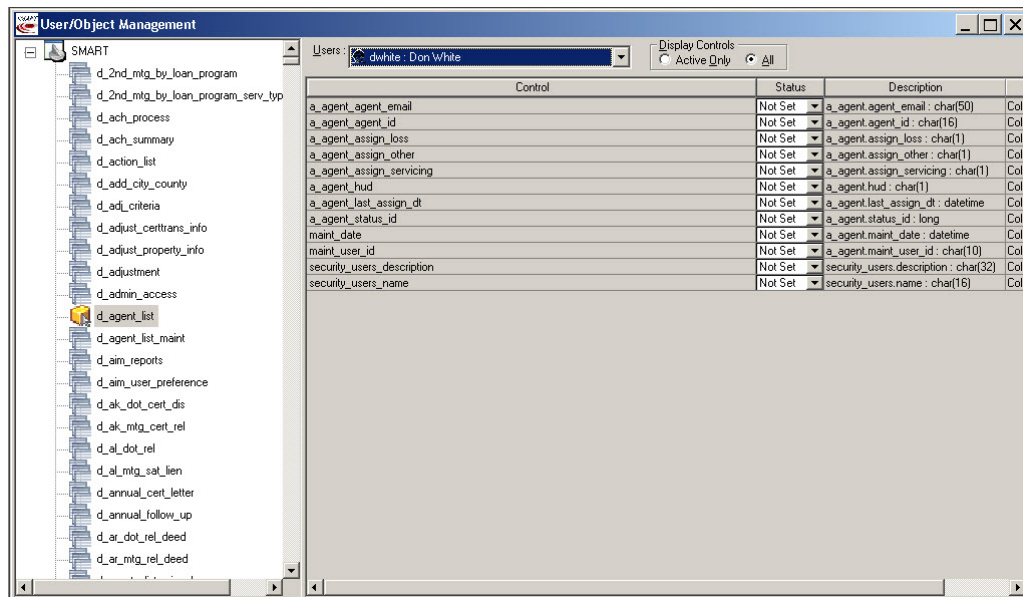 User/Object Management
SMART
d_2nd_mtg_by_loan_program
d_2nd_mtg_by_loan_program_serv_typ
d_ach_process
d_ach_summary
d_action_list
d_add_city_county
d_adj_criteria
d_adjust_certtrans_info
d_adjust_property_info
d_adjustment
d_admin_access
d_agent_list
d_agent_list_maint
d_aim_reports
d_aim_user_preference
d_ak_dot_cert_dis
d_ak_mtg_cert_rel
d_al_dot_rel
d_al_mtg_sat_lien
d_annual_cert_letter
d_annual_follow_up
d_ar_dot_rel_deed
d_ar_mtg_rel_deed
Users : dwhite : Don White
Display Controls
Active Only All
Control Status Description
a_agent_agent_email Not Set a_agent.agent_email : char(50) Col
a_agent_agent_id Not Set a_agent.agent_id : char(16) Col
a_agent_assign_loss Not Set a_agent.assign_loss : char(1) Col
a_agent_assign_other Not Set a_agent.assign_other : char(1) Col
a_agent_assign_servicing Not Set a_agent.assign_servicing : char(1) Col
a_agent_hud Not Set a_agent.hud : char(1) Col
a_agent_last_assign_dt Not Set a_agent.last_assign_dt : datetime Col
a_agent_status_id Not Set a_agent.status_id : long Col
maint_date Not Set a_agent.maint_date : datetime Col
maint_user_id Not Set a_agent.maint_user_id : char(10) Col
security_users_description Not Set security_users.description : char(32) Col
security_users_name Not Set security_users.name : char(16) Col